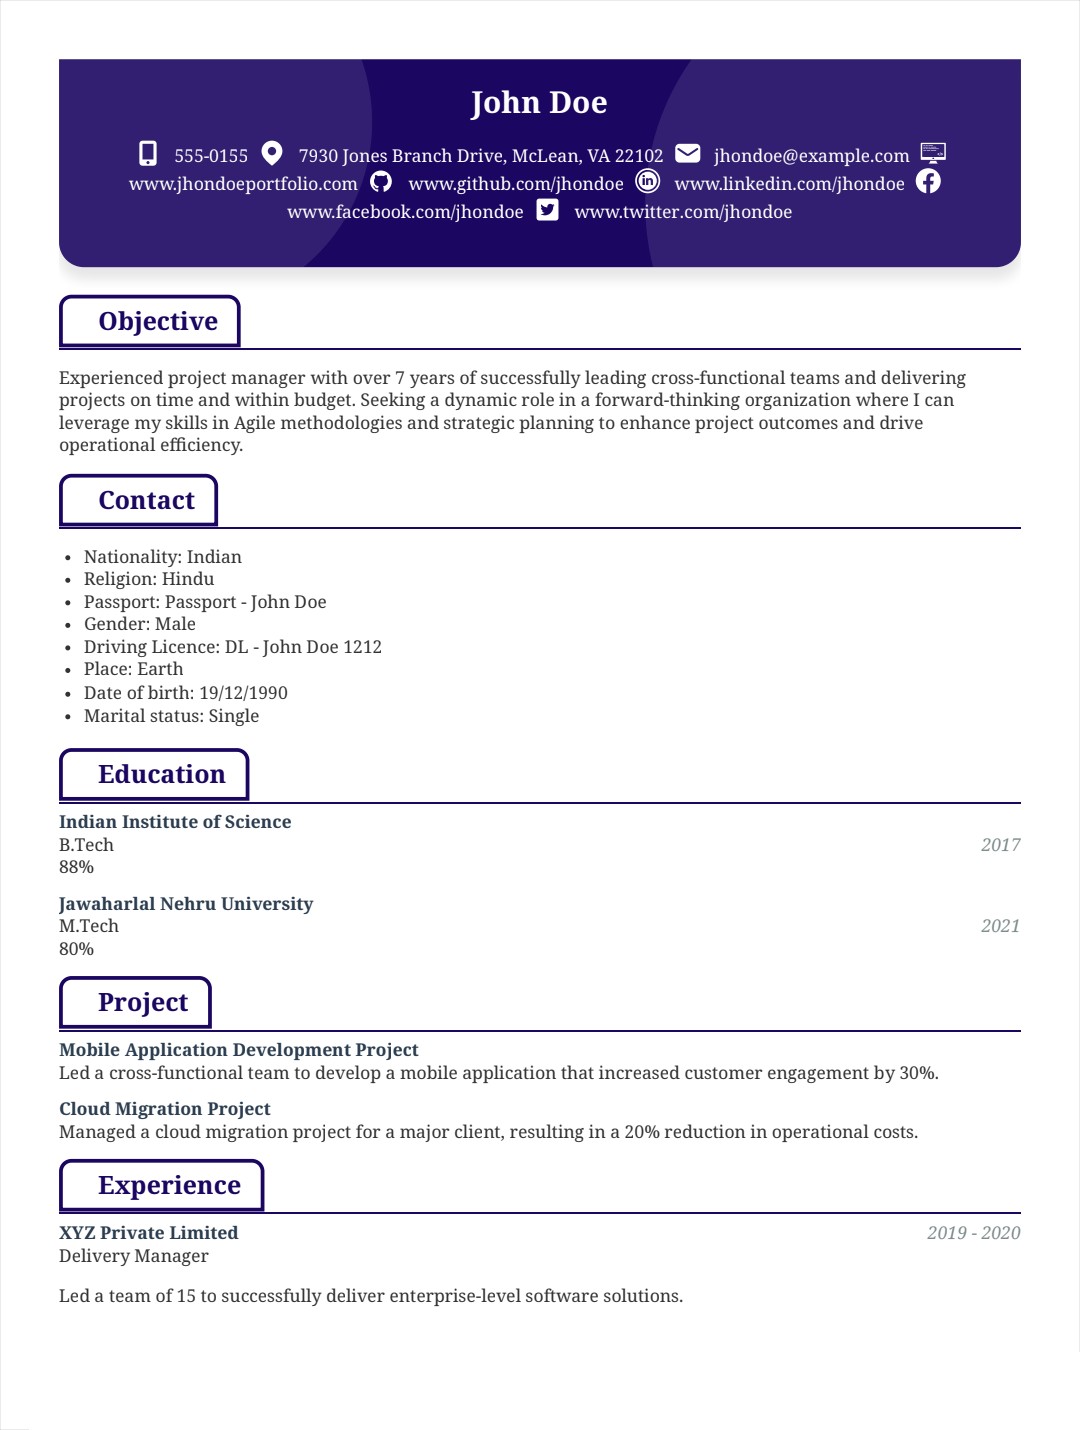 John Doe
555-0155 7930 Jones Branch Drive, McLean, VA 22102 jhondoe@example.com
www.jhondoeportfolio.com www.github.com/jhondoe www.linkedin.com/jhondoe
www.facebook.com/jhondoe www.twitter.com/jhondoe
Objective
Experienced project manager with over 7 years of successfully leading cross-functional teams and delivering
projects on time and within budget. Seeking a dynamic role in a forward-thinking organization where I can
leverage my skills in Agile methodologies and strategic planning to enhance project outcomes and drive
operational efficiency.
Contact
• Nationality: Indian
• Religion: Hindu
• Passport: Passport - John Doe
• Gender: Male
• Driving Licence: DL - John Doe 1212
• Place: Earth
• Date of birth: 19/12/1990
• Marital status: Single
Education
Indian Institute of Science
B.Tech 2017
88%
Jawaharlal Nehru University
M.Tech 2021
80%
Project
Mobile Application Development Project
Led a cross-functional team to develop a mobile application that increased customer engagement by 30%.
Cloud Migration Project
Managed a cloud migration project for a major client, resulting in a 20% reduction in operational costs.
Experience
XYZ Private Limited 2019 - 2020
Delivery Manager
Led a team of 15 to successfully deliver enterprise-level software solutions.